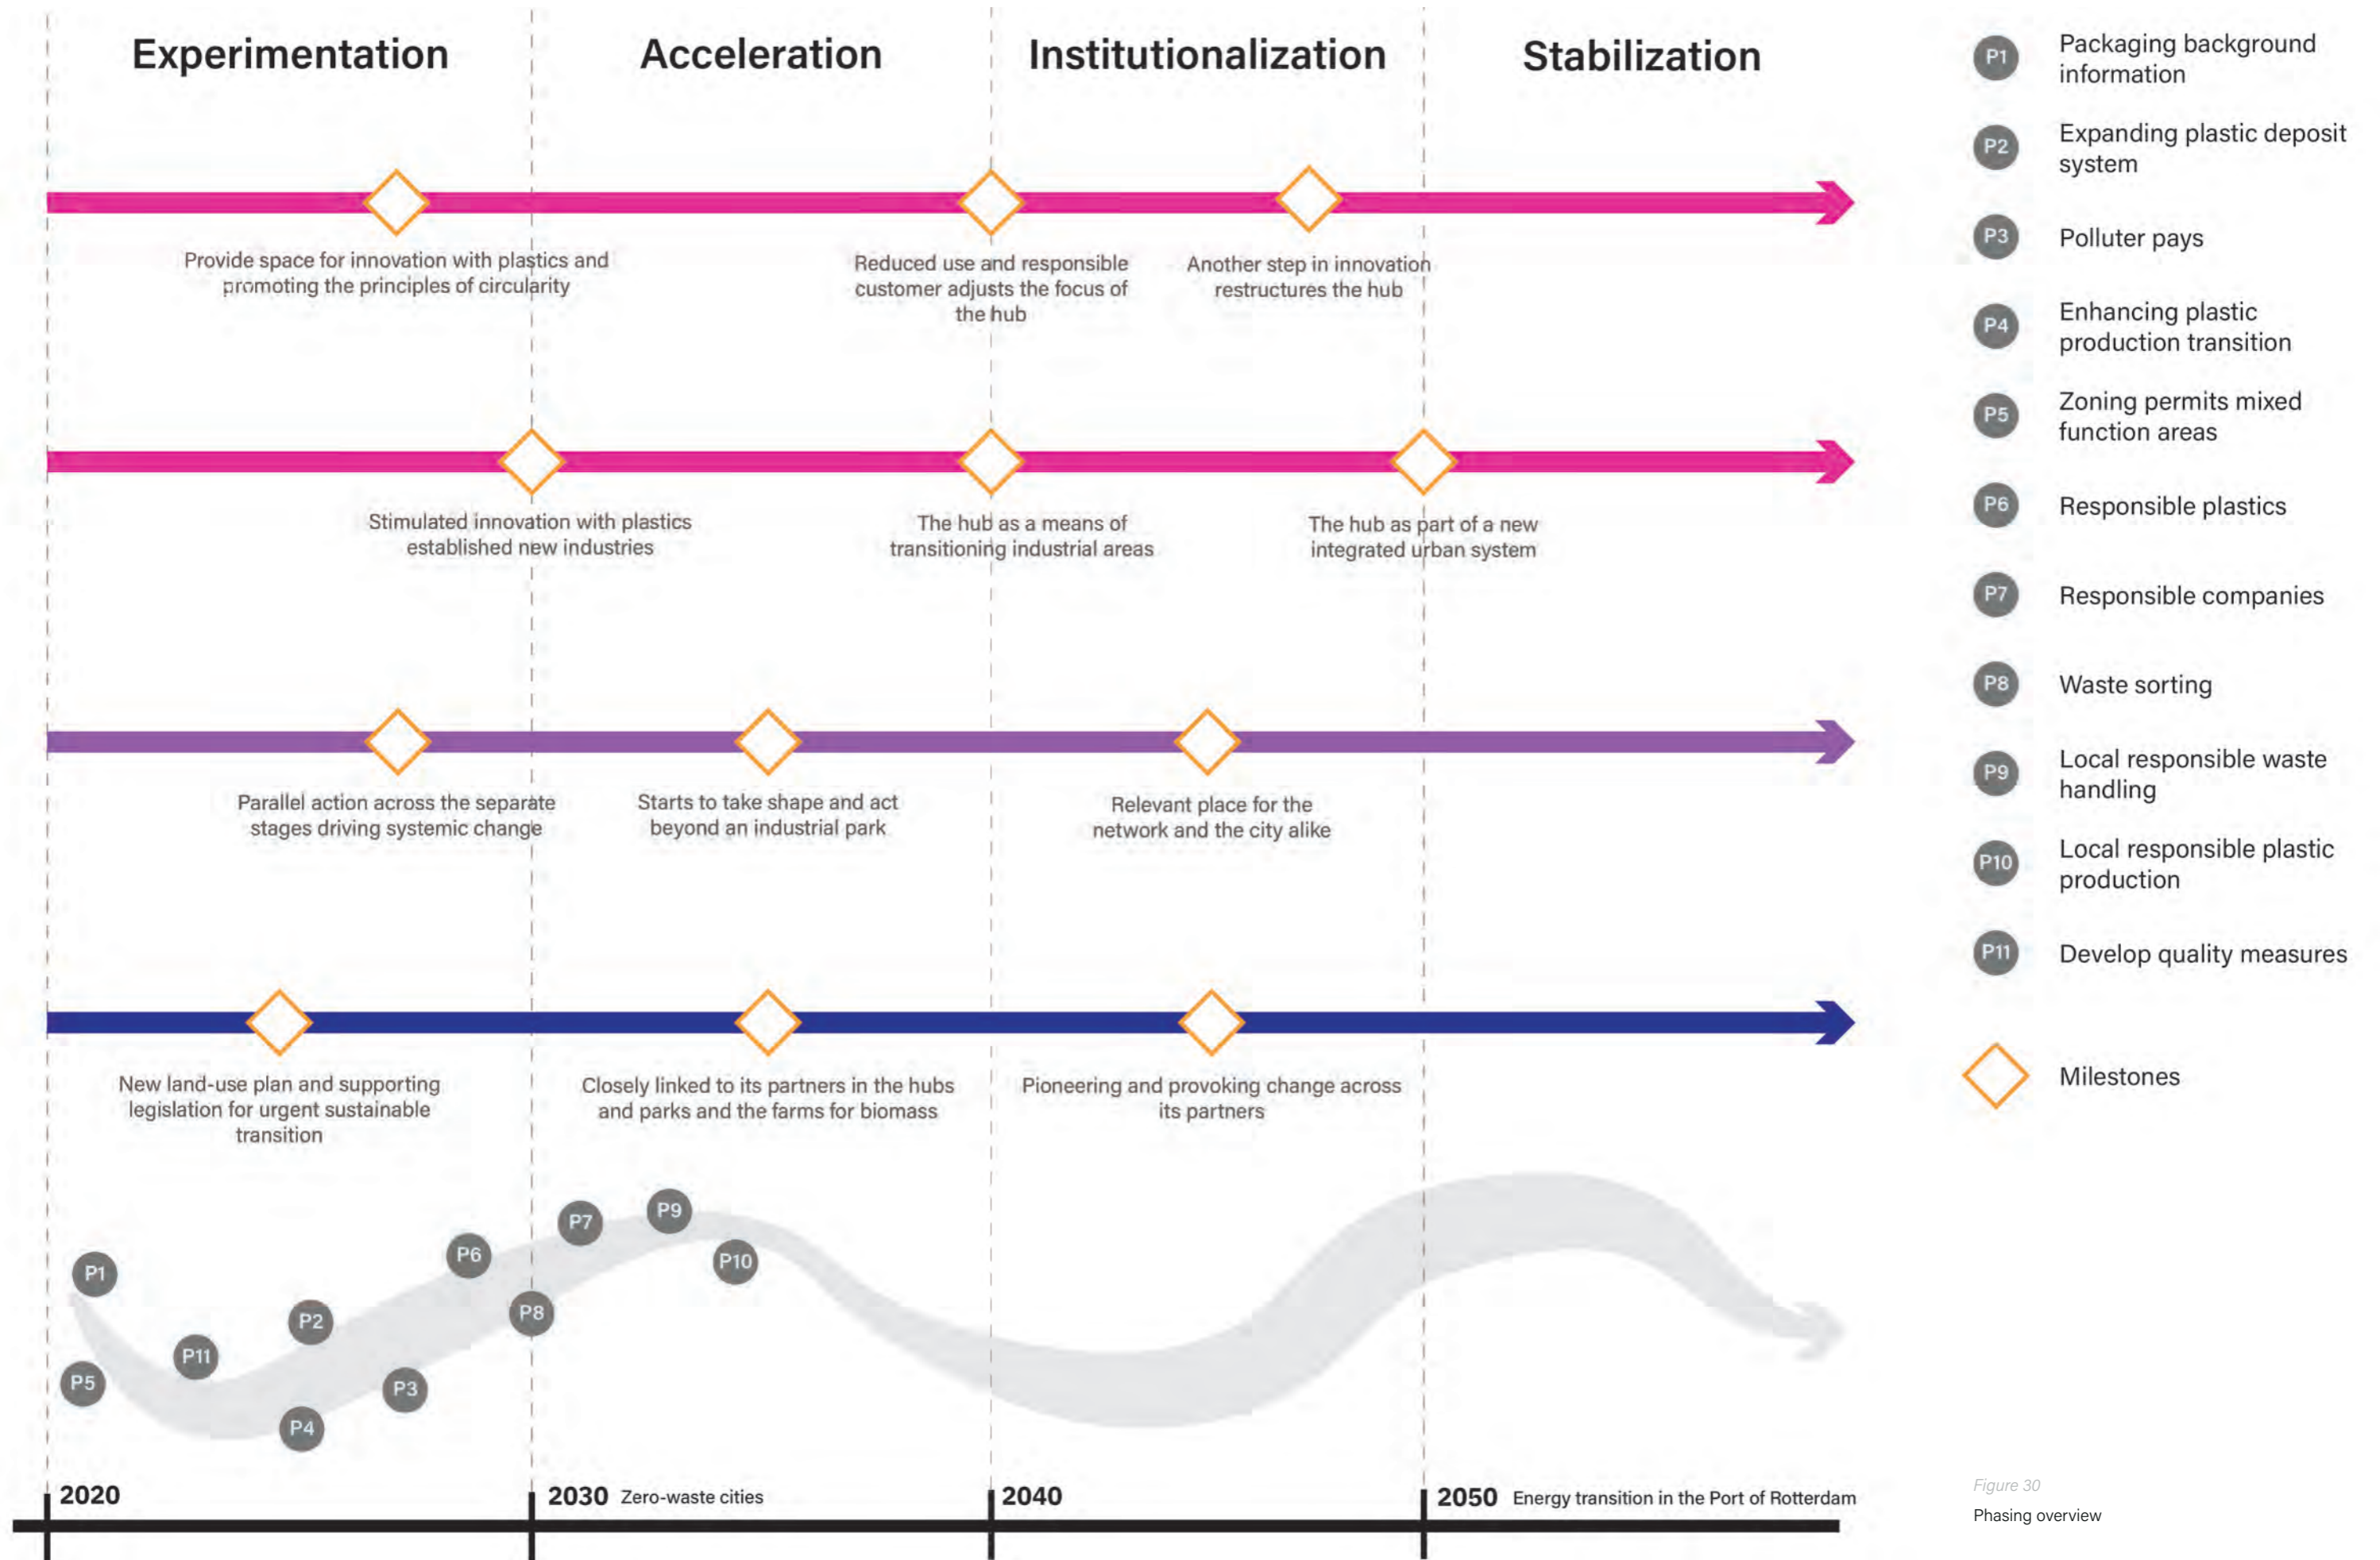 Experimentation
Acceleration
Institutionalization
Stabilization
Provide space for innovation with plastics and
promoting the principles of circularity
Reduced use and responsible
customer adjusts the focus of
the hub
Another step in innovation
restructures the hub
Stimulated innovation with plastics
established new industries
The hub as a means of
transitioning industrial areas
The hub as part of a new
integrated urban system
Parallel action across the separate
stages driving systemic change
Starts to take shape and act
beyond an industrial park
Relevant place for the
network and the city alike
New land-use plan and supporting
legislation for urgent sustainable
transition
Closely linked to its partners in the hubs
and parks and the farms for biomass
Pioneering and provoking change across
its partners
P1
P5
P11
P2
P4
P3
P6
P8
P7
P9
P10
2020
2030 Zero-waste cities
2040
2050 Energy transition in the Port of Rotterdam
P1
Packaging background
information
P2
Expanding plastic deposit
system
P3
Polluter pays
P4
Enhancing plastic
production transition
P5
Zoning permits mixed
function areas
P6
Responsible plastics
P7
Responsible companies
P8
Waste sorting
P9
Local responsible waste
handling
P10
Local responsible plastic
production
P11
Develop quality measures
Milestones
Figure 30
Phasing overview